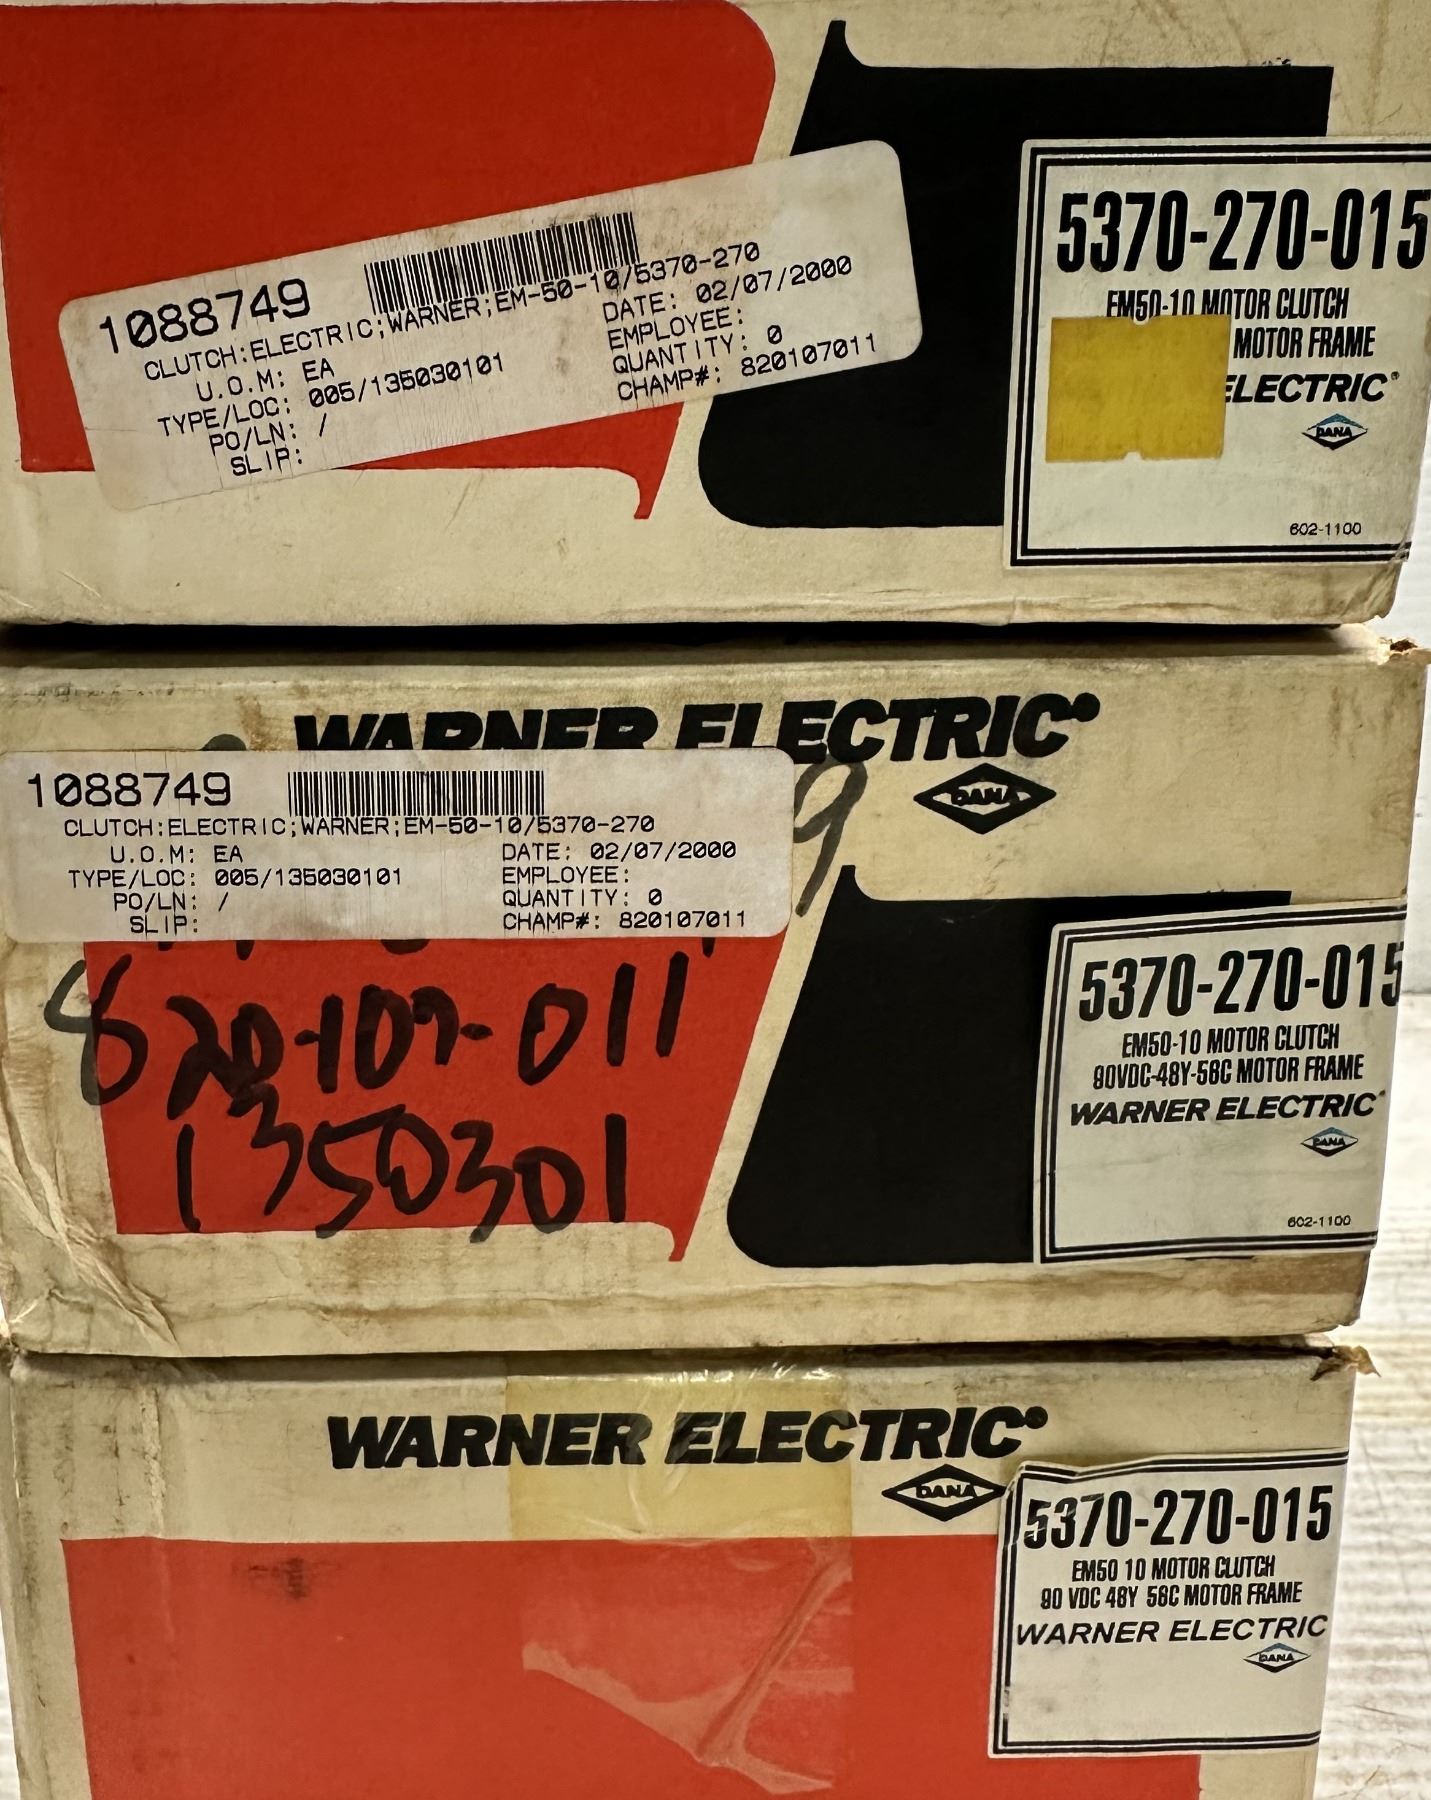 1088749
CLUTCH:ELECTRIC;WARNER;EM-50-10/5370-270
U.O.M: EA
DATE: 02/07/2000
TYPE/LOC: 005/135030101
EMPLOYEE:
PO/LN: /
QUANTITY: 0
SLIP:
CHAMP#: 820107011
5370-270-015
EM50-10 MOTOR CLUTCH
MOTOR FRAME
ELECTRIC®
DANA
602-1100
WARNER ELECTRIC®
DANA
9
1088749
CLUTCH:ELECTRIC;WARNER;EM-50-10/5370-270
U.O.M: EA
DATE: 02/07/2000
TYPE/LOC: 005/135030101
EMPLOYEE:
PO/LN: /
QUANTITY: 0
SLIP:
CHAMP#: 820107011
820-107-011
1350301
5370-270-015
EM50-10 MOTOR CLUTCH
90VDC-48Y-56C MOTOR FRAME
WARNER ELECTRIC®
DANA
602-1100
WARNER ELECTRIC®
DANA
5370-270-015
EM50 10 MOTOR CLUTCH
90 VDC 48Y 56C MOTOR FRAME
WARNER ELECTRIC
DANA